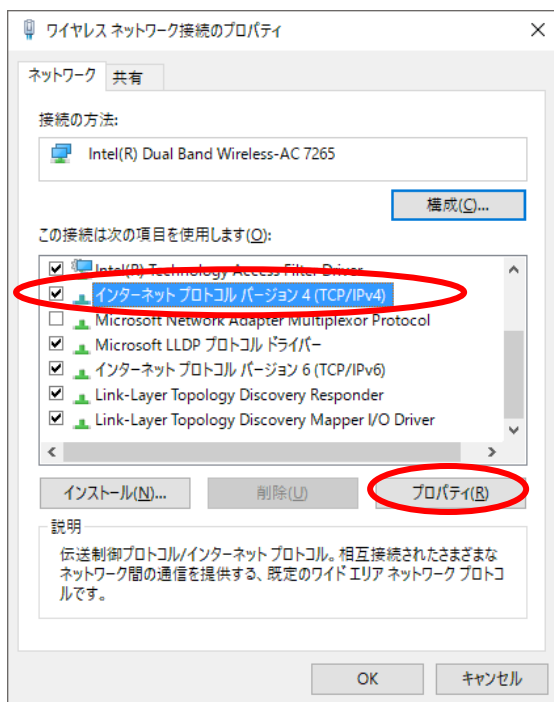 ワイヤレス ネットワーク接続のプロパティ
ネットワーク 共有
接続の方法:
Intel(R) Dual Band Wireless-AC 7265
構成(C)...
この接続は次の項目を使用します(O):
Intel(R) Technology Access Filter Driver
インターネット プロトコル バージョン 4 (TCP/IPv4)
Microsoft Network Adapter Multiplexor Protocol
Microsoft LLDP プロトコル ドライバー
インターネット プロトコル バージョン 6 (TCP/IPv6)
Link-Layer Topology Discovery Responder
Link-Layer Topology Discovery Mapper I/O Driver
インストール(N)... 削除(U) プロパティ(R)
説明
伝送制御プロトコル/インターネット プロトコル。相互接続されたさまざまな
ネットワーク間の通信を提供する、既定のワイド エリア ネットワーク プロトコ
ルです。
OK キャンセル